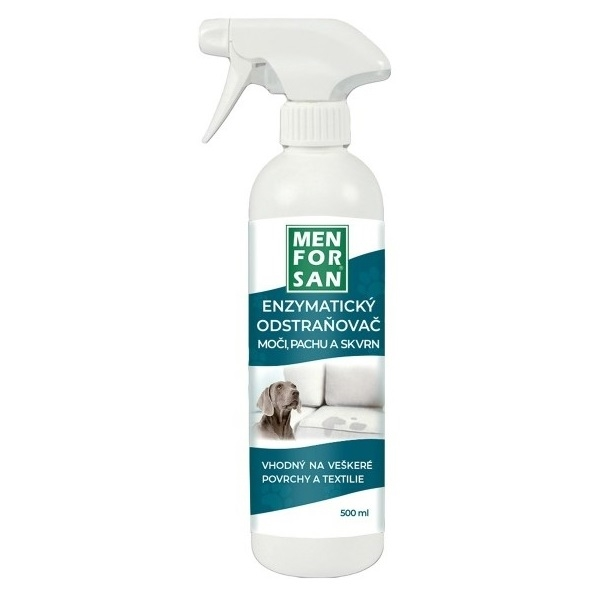 MEN
FOR
SAN®
ENZYMATICKÝ
ODSTRAŇOVAČ
MOČI, PACHU A SKVRN
VHODNÝ NA VEŠKERÉ
POVRCHY A TEXTILIE
500 ml